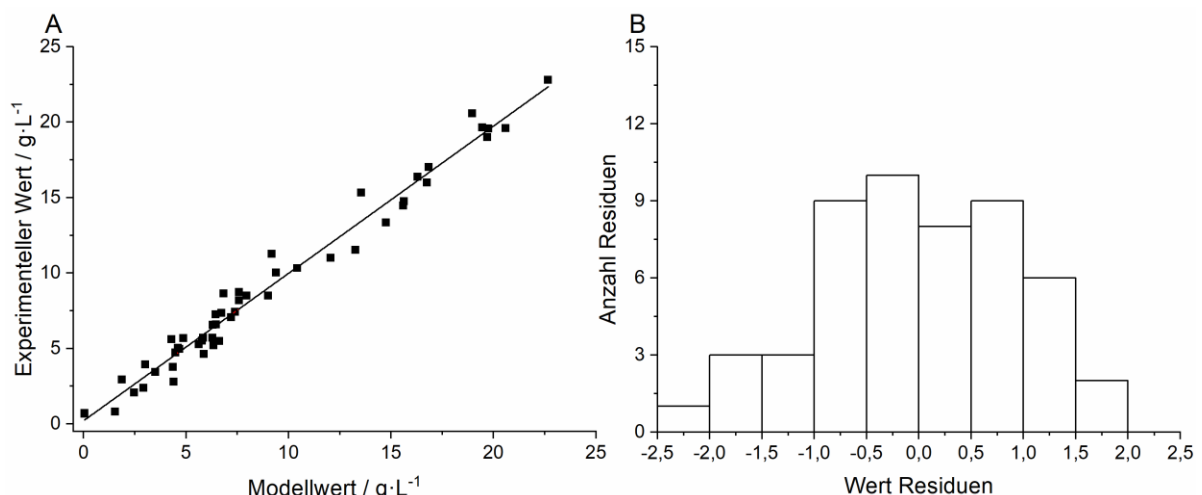 A
Experimenteller Wert / g·L⁻¹
25
20
15
10
5
0
0 5 10 15 20 25
Modellwert / g·L⁻¹
B
Anzahl Residuen
15
12
9
6
3
0
-2,5 -2,0 -1,5 -1,0 -0,5 0,0 0,5 1,0 1,5 2,0 2,5
Wert Residuen